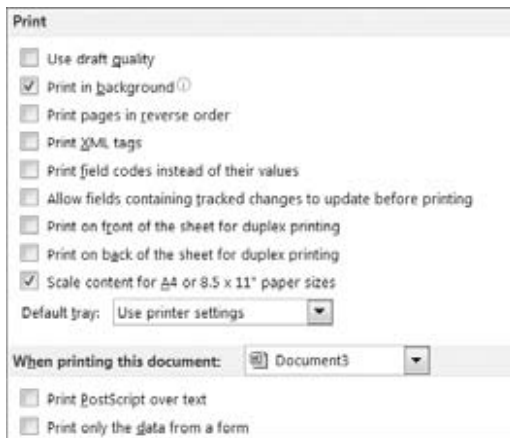 Print
Use draft quality
Print in background
Print pages in reverse order
Print XML tags
Print field codes instead of their values
Allow fields containing tracked changes to update before printing
Print on front of the sheet for duplex printing
Print on back of the sheet for duplex printing
Scale content for A4 or 8.5 x 11" paper sizes
Default tray: Use printer settings
When printing this document: Document3
Print PostScript over text
Print only the data from a form